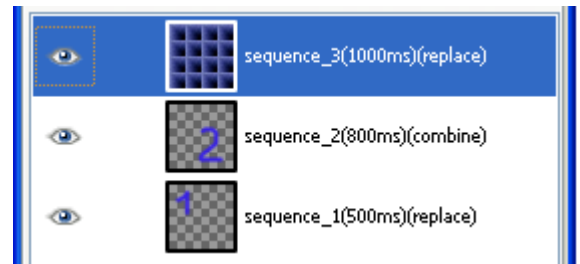 sequence_3(1000ms)(replace)
2
sequence_2(800ms)(combine)
1
sequence_1(500ms)(replace)